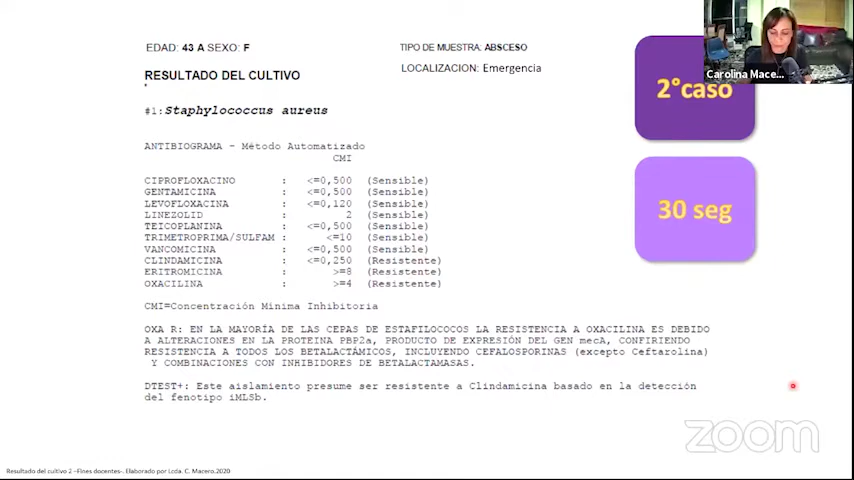 EDAD: 43 A SEXO: F
TIPO DE MUESTRA: ABSCESO
RESULTADO DEL CULTIVO
LOCALIZACION: Emergencia
#1:Staphylococcus aureus
ANTIBIOGRAMA - Método Automatizado
CMI
CIPROFLOXACINO : <=0,500 (Sensible)
GENTAMICINA : <=0,500 (Sensible)
LEVOFLOXACINA : <=0,120 (Sensible)
LINEZOLID : 2 (Sensible)
TEICOPLANINA : <=0,500 (Sensible)
TRIMETROPRIMA/SULFAM : <=10 (Sensible)
VANCOMICINA : <=0,500 (Sensible)
CLINDAMICINA : <=0,250 (Resistente)
ERITROMICINA : >=8 (Resistente)
OXACILINA : >=4 (Resistente)
CMI=Concentración Mínima Inhibitoria
OXA R: EN LA MAYORÍA DE LAS CEPAS DE ESTAFILOCOCOS LA RESISTENCIA A OXACILINA ES DEBIDO
A ALTERACIONES EN LA PROTEINA PBP2a, PRODUCTO DE EXPRESIÓN DEL GEN mecA, CONFIRIENDO
RESISTENCIA A TODOS LOS BETALACTÁMICOS, INCLUYENDO CEFALOSPORINAS (excepto Ceftarolina)
Y COMBINACIONES CON INHIBIDORES DE BETALACTAMASAS.
DTEST+: Este aislamiento presume ser resistente a Clindamicina basado en la detección
del fenotipo iMLSb.
2°caso
30 seg
Carolina Mace...
zoom
Resultado del cultivo 2 –Fines docentes-. Elaborado por Lcda. C. Macero.2020